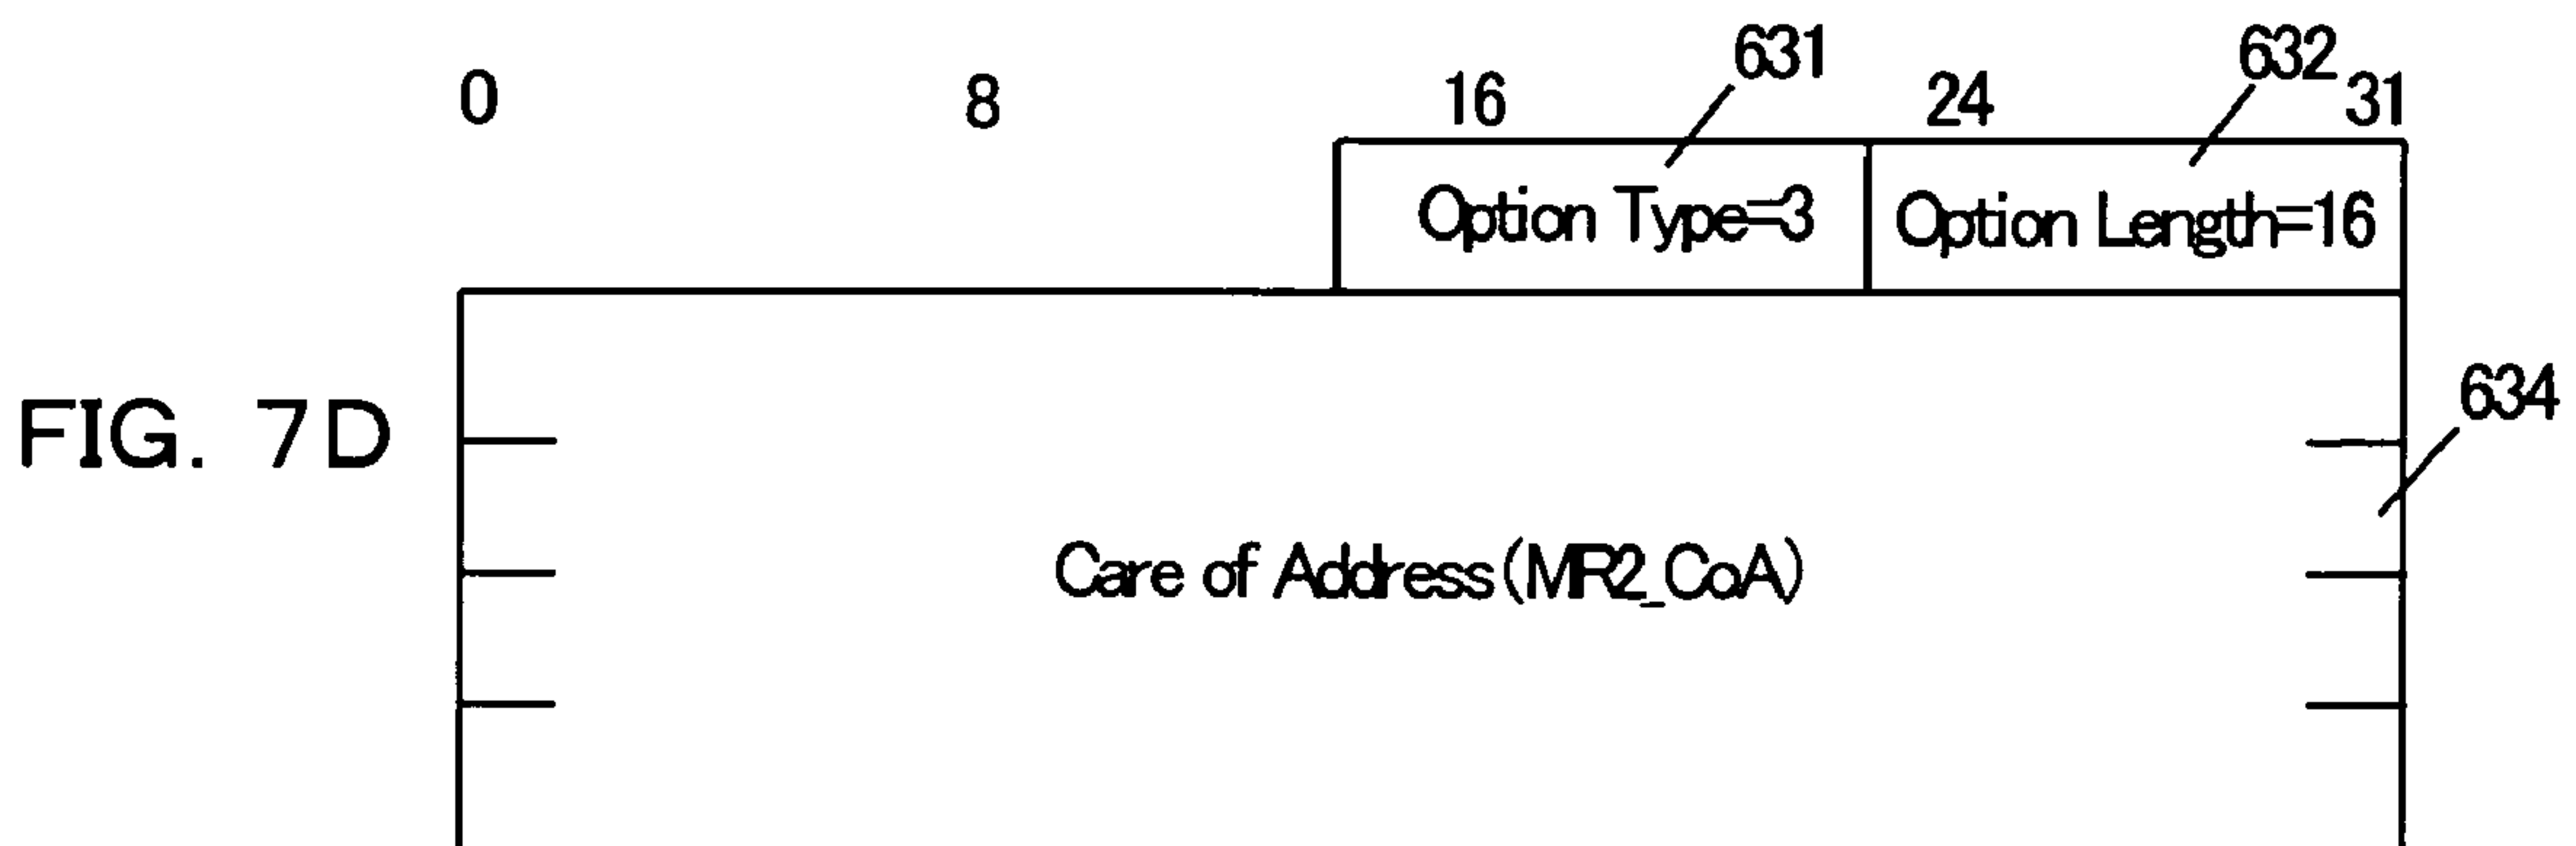 631 632
0 8 16 24 31
Option Type=3 Option Length=16
634
FIG. 7D
Care of Address(MR2_CoA)